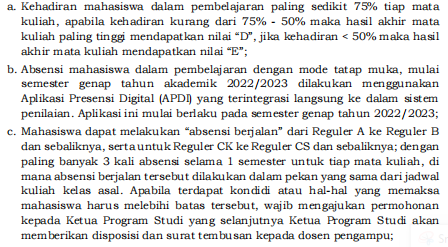 a. Kehadiran mahasiswa dalam pembelajaran paling sedikit 75% tiap mata
kuliah, apabila kehadiran kurang dari 75% - 50% maka hasil akhir mata
kuliah paling tinggi mendapatkan nilai “D”, jika kehadiran < 50% maka hasil
akhir mata kuliah mendapatkan nilai “E”;
b. Absensi mahasiswa dalam pembelajaran dengan mode tatap muka, mulai
semester genap tahun akademik 2022/2023 dilakukan menggunakan
Aplikasi Presensi Digital (APDI) yang terintegrasi langsung ke dalam sistem
penilaian. Aplikasi ini mulai berlaku pada semester genap tahun 2022/2023;
c. Mahasiswa dapat melakukan “absensi berjalan” dari Reguler A ke Reguler B
dan sebaliknya, serta untuk Reguler CK ke Reguler CS dan sebaliknya; dengan
paling banyak 3 kali absensi selama 1 semester untuk tiap mata kuliah, di
mana absensi berjalan tersebut dilakukan dalam pekan yang sama dari jadwal
kuliah kelas asal. Apabila terdapat kondidi atau hal-hal yang memaksa
mahasiswa harus melebihi batas tersebut, wajib mengajukan permohonan
kepada Ketua Program Studi yang selanjutnya Ketua Program Studi akan
memberikan disposisi dan surat tembusan kepada dosen pengampu;